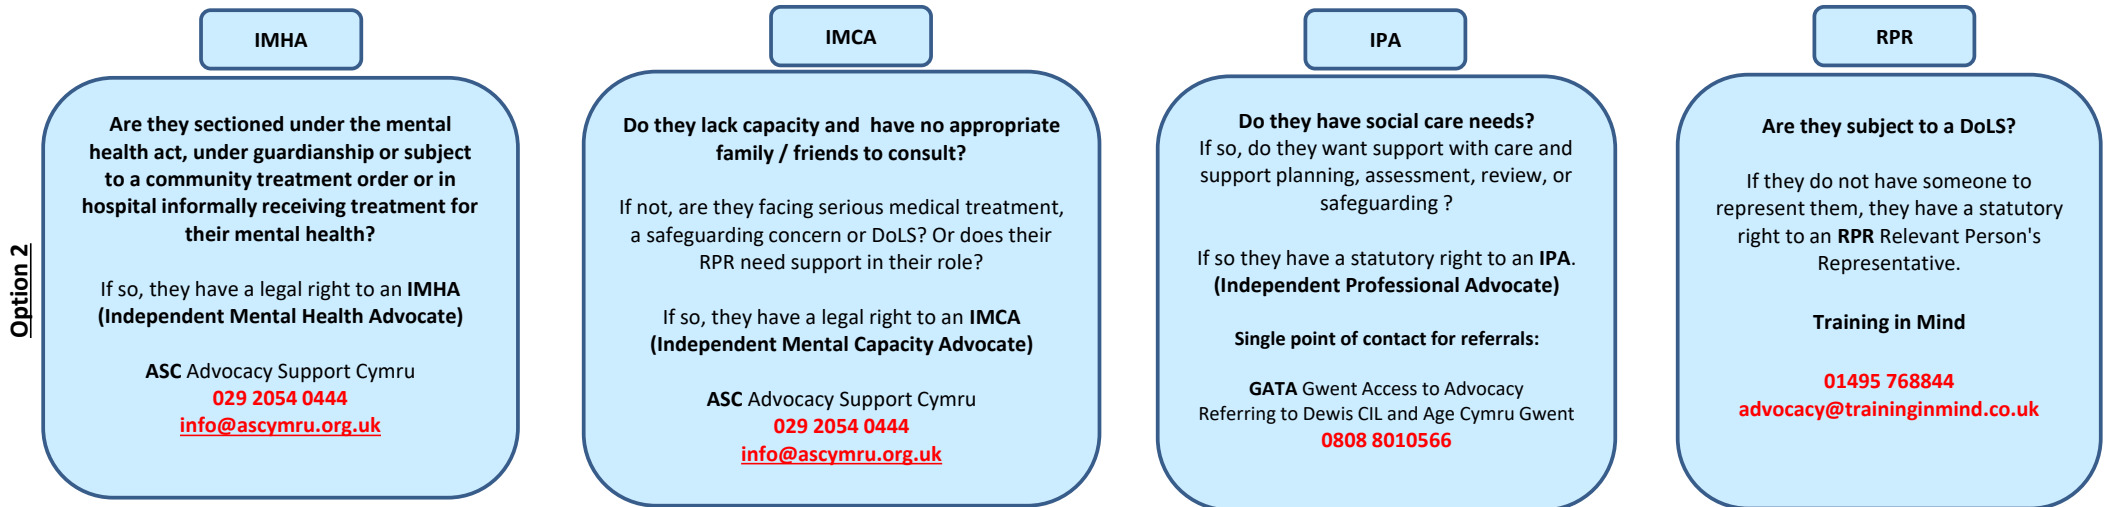 Option 2
IMHA
Are they sectioned under the mental
health act, under guardianship or subject
to a community treatment order or in
hospital informally receiving treatment for
their mental health?
If so, they have a legal right to an IMHA
(Independent Mental Health Advocate)
ASC Advocacy Support Cymru
029 2054 0444
info@ascymru.org.uk
IMCA
Do they lack capacity and have no appropriate
family / friends to consult?
If not, are they facing serious medical treatment,
a safeguarding concern or DoLS? Or does their
RPR need support in their role?
If so, they have a legal right to an IMCA
(Independent Mental Capacity Advocate)
ASC Advocacy Support Cymru
029 2054 0444
info@ascymru.org.uk
IPA
Do they have social care needs?
If so, do they want support with care and
support planning, assessment, review, or
safeguarding ?
If so they have a statutory right to an IPA.
(Independent Professional Advocate)
Single point of contact for referrals:
GATA Gwent Access to Advocacy
Referring to Dewis CIL and Age Cymru Gwent
0808 8010566
RPR
Are they subject to a DoLS?
If they do not have someone to
represent them, they have a statutory
right to an RPR Relevant Person's
Representative.
Training in Mind
01495 768844
advocacy@traininginmind.co.uk